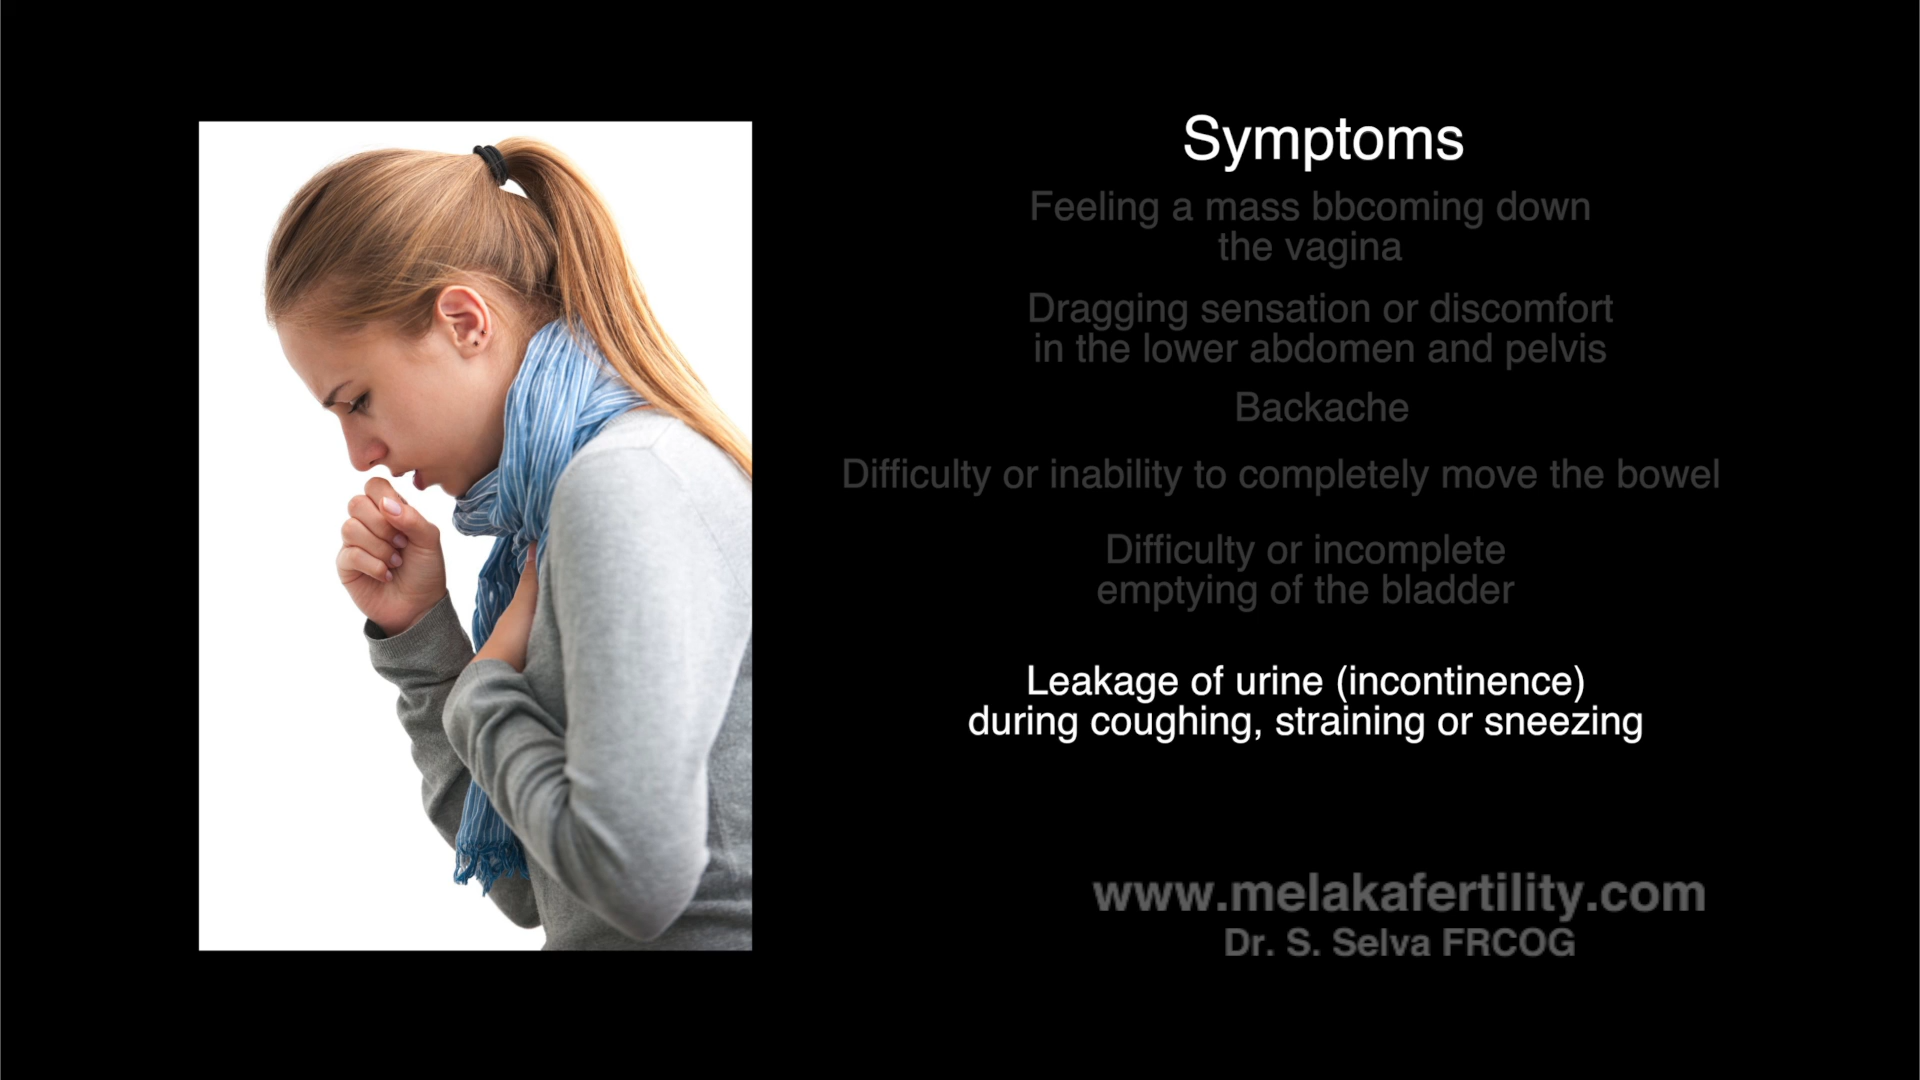 Symptoms
Feeling a mass bbcoming down
the vagina
Dragging sensation or discomfort
in the lower abdomen and pelvis
Backache
Difficulty or inability to completely move the bowel
Difficulty or incomplete
emptying of the bladder
Leakage of urine (incontinence)
during coughing, straining or sneezing
www.melakafertility.com
Dr. S. Selva FRCOG